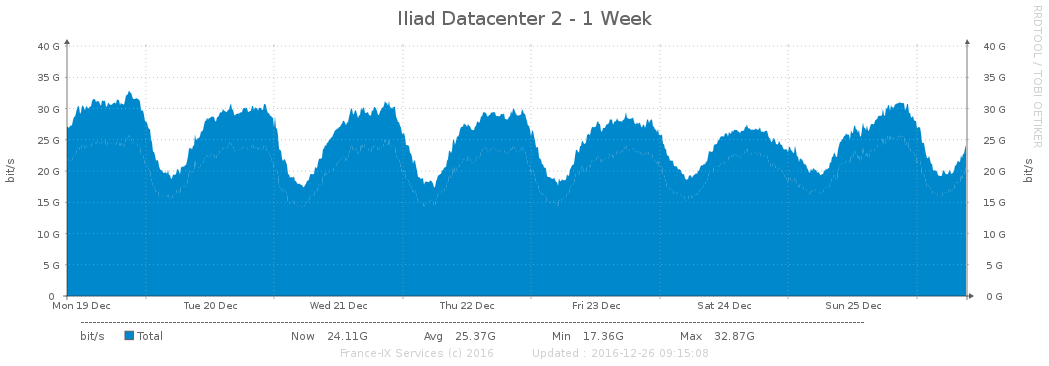 Iliad Datacenter 2 - 1 Week
RRDTOOL / TOBI OETIKER
40 G 40 G
35 G 35 G
30 G 30 G
25 G 25 G
20 G 20 G
15 G 15 G
10 G 10 G
5 G 5 G
0 0 G
bit/s bit/s
Mon 19 Dec Tue 20 Dec Wed 21 Dec Thu 22 Dec Fri 23 Dec Sat 24 Dec Sun 25 Dec
bit/s Total Now 24.11G Avg 25.37G Min 17.36G Max 32.87G
France-IX Services (c) 2016 Updated : 2016-12-26 09:15:08